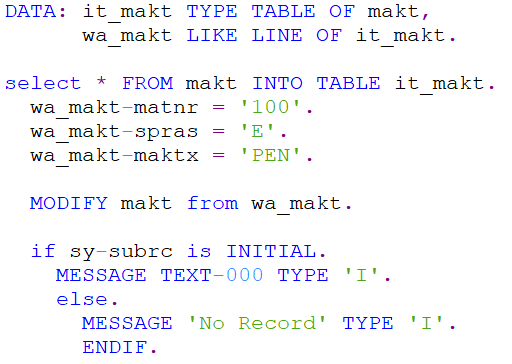 DATA: it_makt TYPE TABLE OF makt,
wa_makt LIKE LINE OF it_makt.
select * FROM makt INTO TABLE it_makt.
wa_makt-matnr = '100'.
wa_makt-spras = 'E'.
wa_makt-maktx = 'PEN'.
MODIFY makt from wa_makt.
if sy-subrc is INITIAL.
MESSAGE TEXT-000 TYPE 'I'.
else.
MESSAGE 'No Record' TYPE 'I'.
ENDIF.